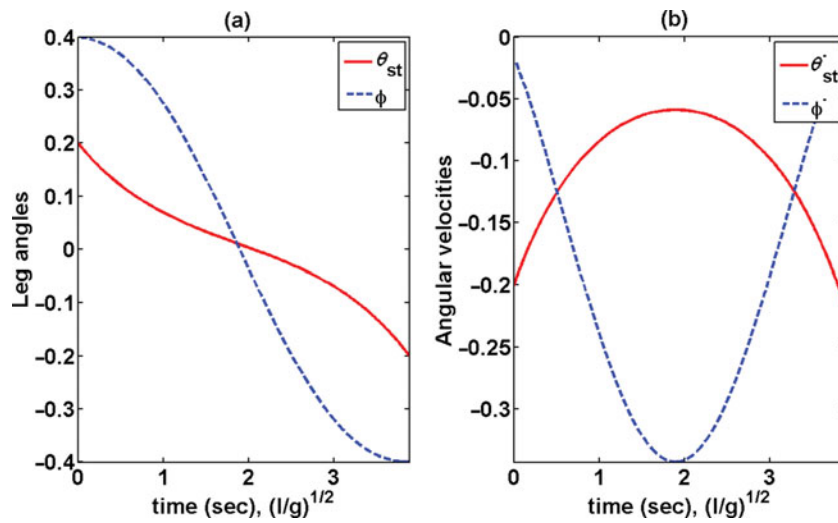 (a)
Leg angles
0.4
0.3
0.2
0.1
0
−0.1
−0.2
−0.3
−0.4
0 1 2 3
time (sec), (l/g)^1/2
θst
ϕ
(b)
Angular velocities
0
−0.05
−0.1
−0.15
−0.2
−0.25
−0.3
0 1 2 3
time (sec), (l/g)^1/2
θ̇st
ϕ̇